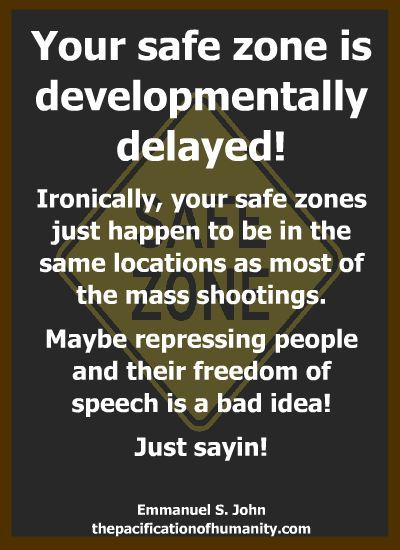 Your safe zone is
developmentally
delayed!
Ironically, your safe zones
just happen to be in the
same locations as most of
the mass shootings.
Maybe repressing people
and their freedom of
speech is a bad idea!
Just sayin!
SAFE
ZONE
Emmanuel S. John
thepacificationofhumanity.com